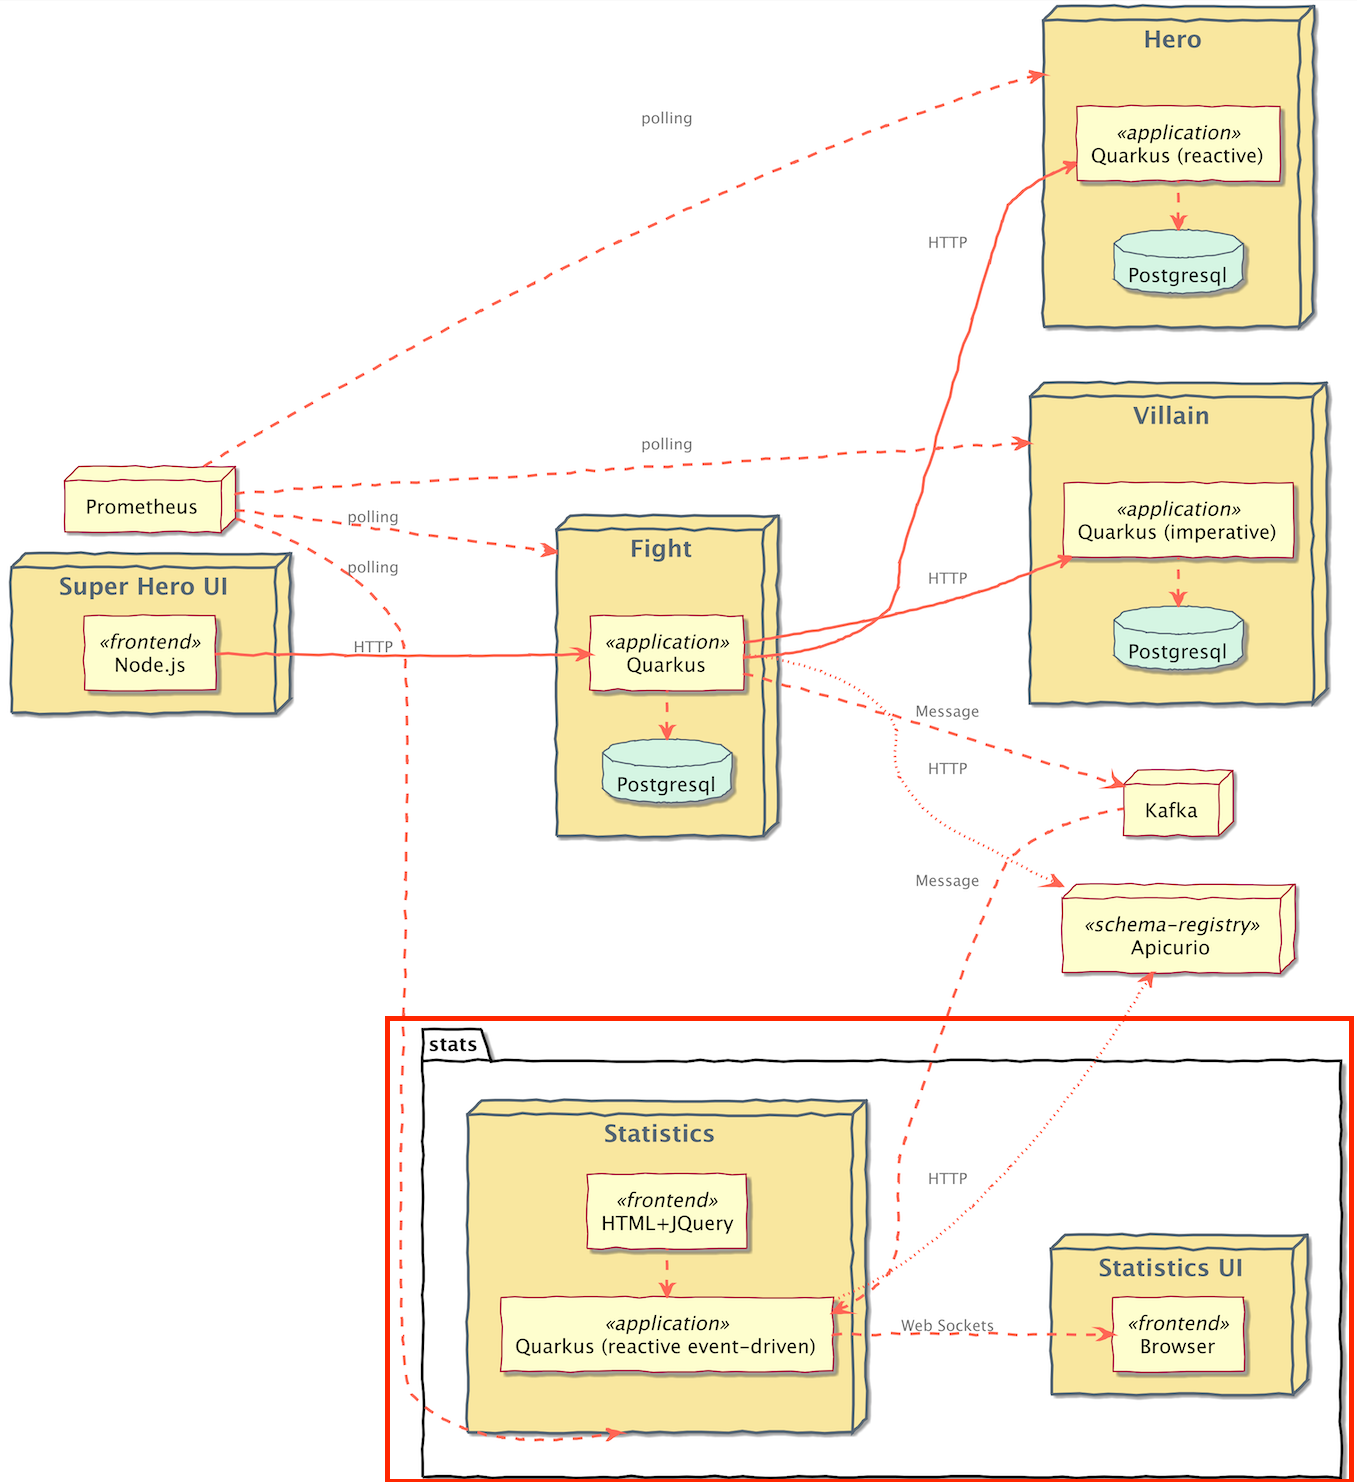 Hero
«application»
Quarkus (reactive)
Postgresql
polling
HTTP
Villain
«application»
Quarkus (imperative)
Postgresql
polling
Prometheus
polling
polling
Super Hero UI
«frontend»
Node.js
HTTP
Fight
«application»
Quarkus
Postgresql
HTTP
Message
HTTP
Kafka
Message
«schema-registry»
Apicurio
stats
Statistics
«frontend»
HTML+JQuery
«application»
Quarkus (reactive event-driven)
HTTP
Web Sockets
Statistics UI
«frontend»
Browser